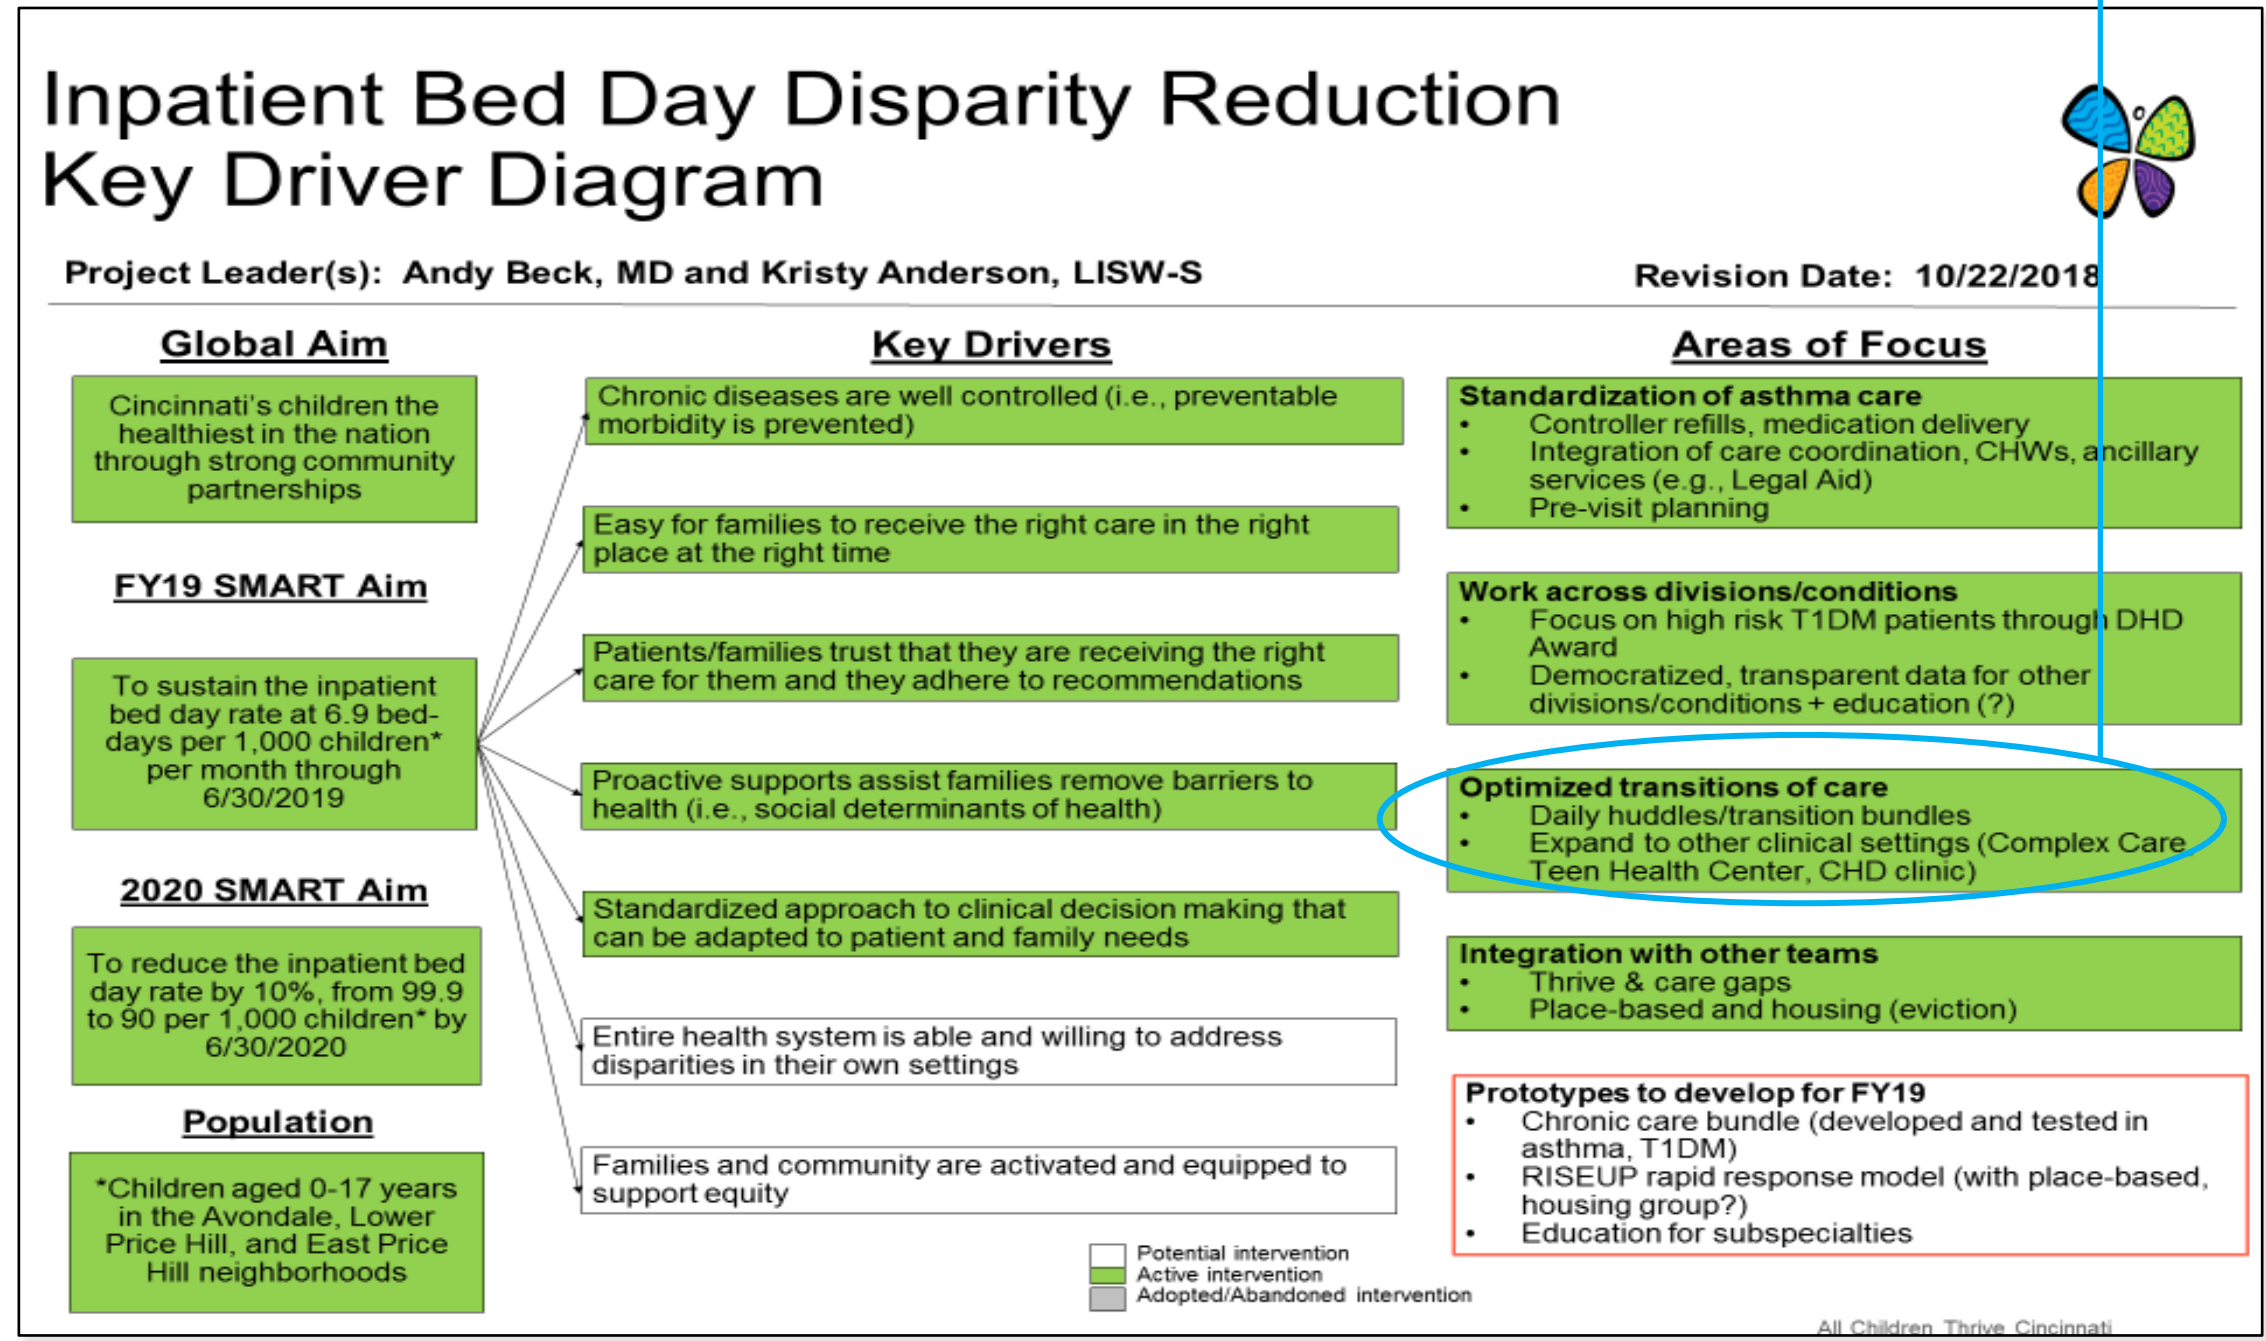 Inpatient Bed Day Disparity Reduction
Key Driver Diagram
Project Leader(s): Andy Beck, MD and Kristy Anderson, LISW-S
Revision Date: 10/22/2018
Global Aim
Cincinnati's children the
healthiest in the nation
through strong community
partnerships
FY19 SMART Aim
To sustain the inpatient
bed day rate at 6.9 bed-
days per 1,000 children*
per month through
6/30/2019
2020 SMART Aim
To reduce the inpatient bed
day rate by 10%, from 99.9
to 90 per 1,000 children* by
6/30/2020
Population
*Children aged 0-17 years
in the Avondale, Lower
Price Hill, and East Price
Hill neighborhoods
Key Drivers
Chronic diseases are well controlled (i.e., preventable
morbidity is prevented)
Easy for families to receive the right care in the right
place at the right time
Patients/families trust that they are receiving the right
care for them and they adhere to recommendations
Proactive supports assist families remove barriers to
health (i.e., social determinants of health)
Standardized approach to clinical decision making that
can be adapted to patient and family needs
Entire health system is able and willing to address
disparities in their own settings
Families and community are activated and equipped to
support equity
Potential intervention
Active intervention
Adopted/Abandoned intervention
Areas of Focus
Standardization of asthma care
• Controller refills, medication delivery
• Integration of care coordination, CHWs, ancillary
services (e.g., Legal Aid)
• Pre-visit planning
Work across divisions/conditions
• Focus on high risk T1DM patients through DHD
Award
• Democratized, transparent data for other
divisions/conditions + education (?)
Optimized transitions of care
• Daily huddles/transition bundles
• Expand to other clinical settings (Complex Care,
Teen Health Center, CHD clinic)
Integration with other teams
• Thrive & care gaps
• Place-based and housing (eviction)
Prototypes to develop for FY19
• Chronic care bundle (developed and tested in
asthma, T1DM)
• RISEUP rapid response model (with place-based,
housing group?)
• Education for subspecialties
All Children Thrive Cincinnati